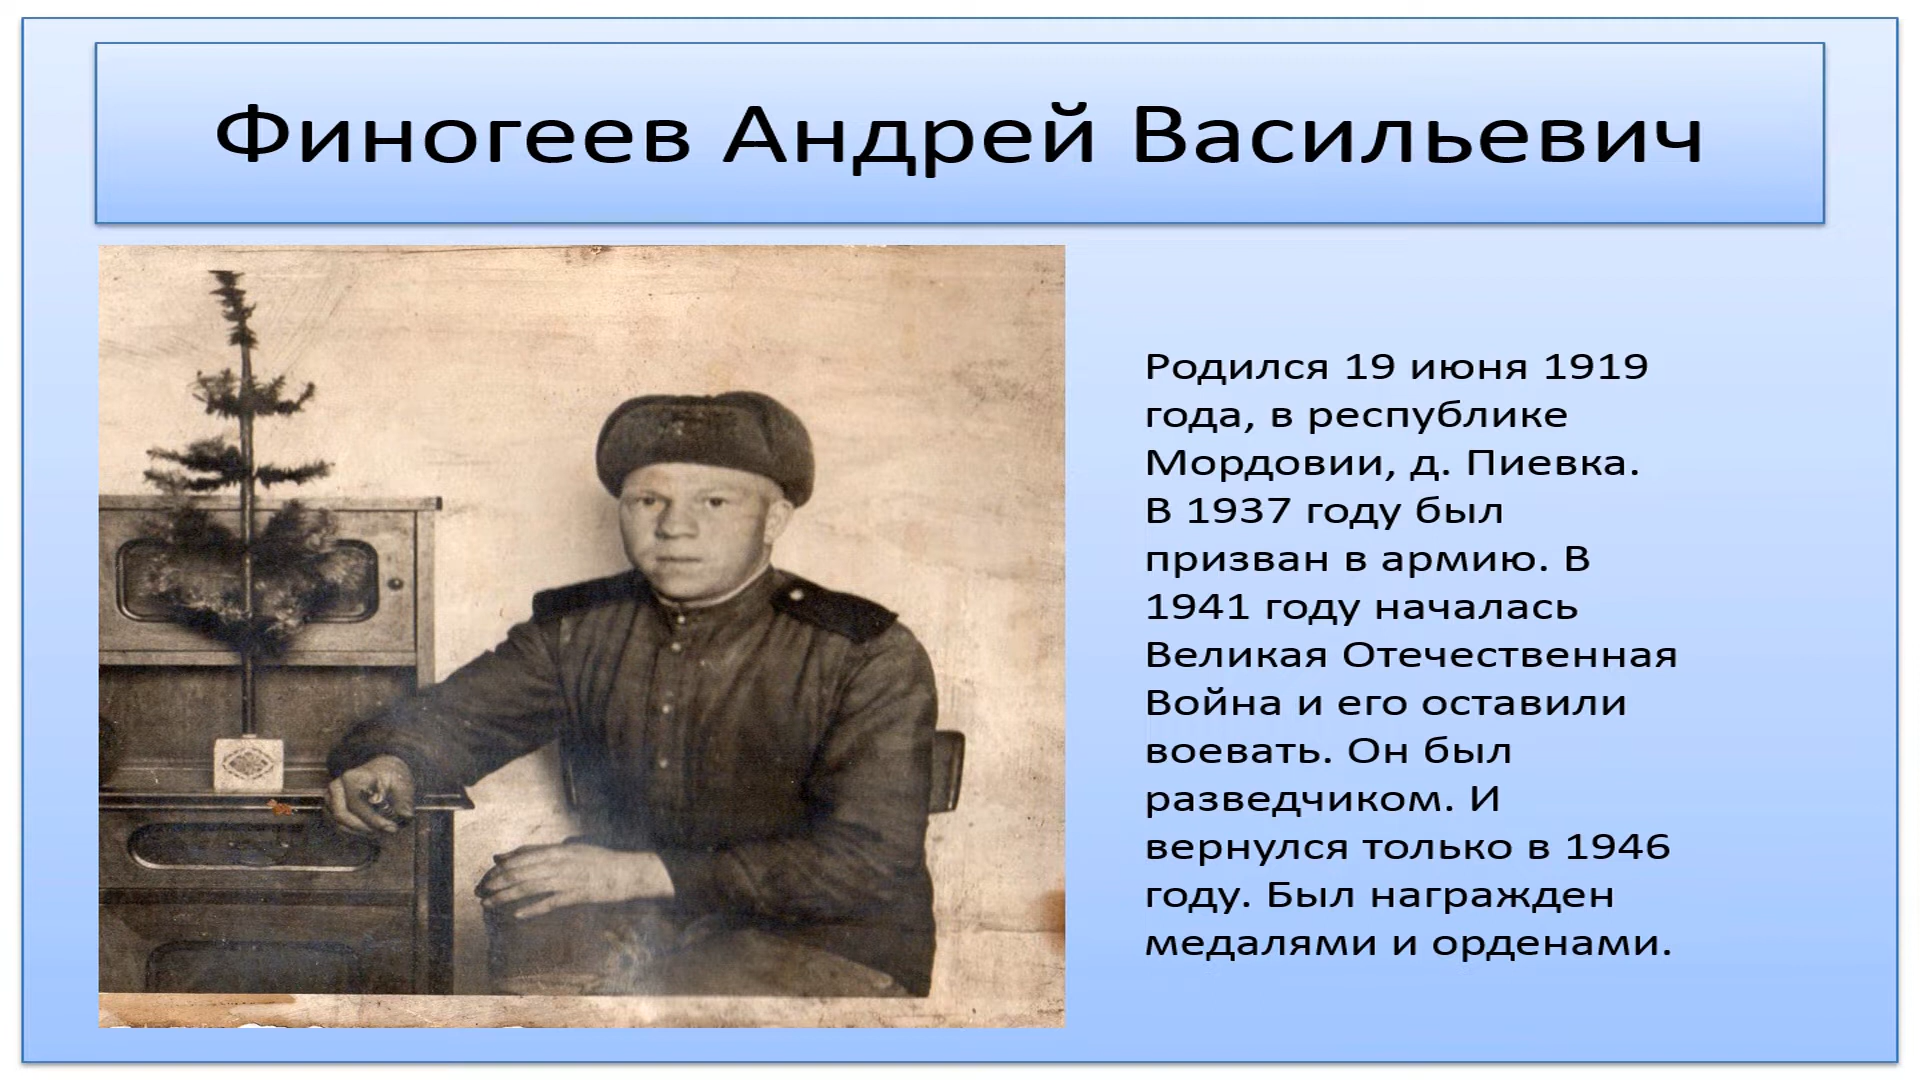 Финогеев Андрей Васильевич
Родился 19 июня 1919
года, в республике
Мордовии, д. Пиевка.
В 1937 году был
призван в армию. В
1941 году началась
Великая Отечественная
Война и его оставили
воевать. Он был
разведчиком. И
вернулся только в 1946
году. Был награжден
медалями и орденами.